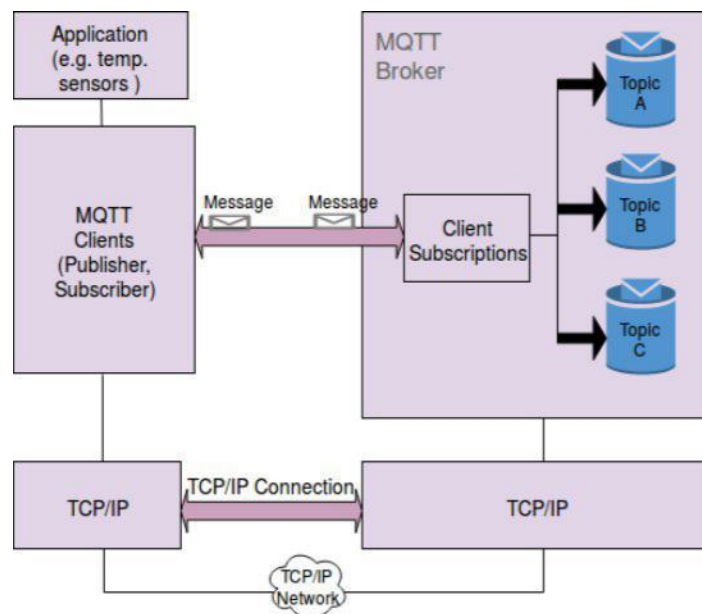 Application
(e.g. temp.
sensors )
MQTT
Broker
Topic
A
Topic
B
Topic
C
Message
Message
MQTT
Clients
(Publisher,
Subscriber)
Client
Subscriptions
TCP/IP
TCP/IP Connection
TCP/IP
TCP/IP
Network